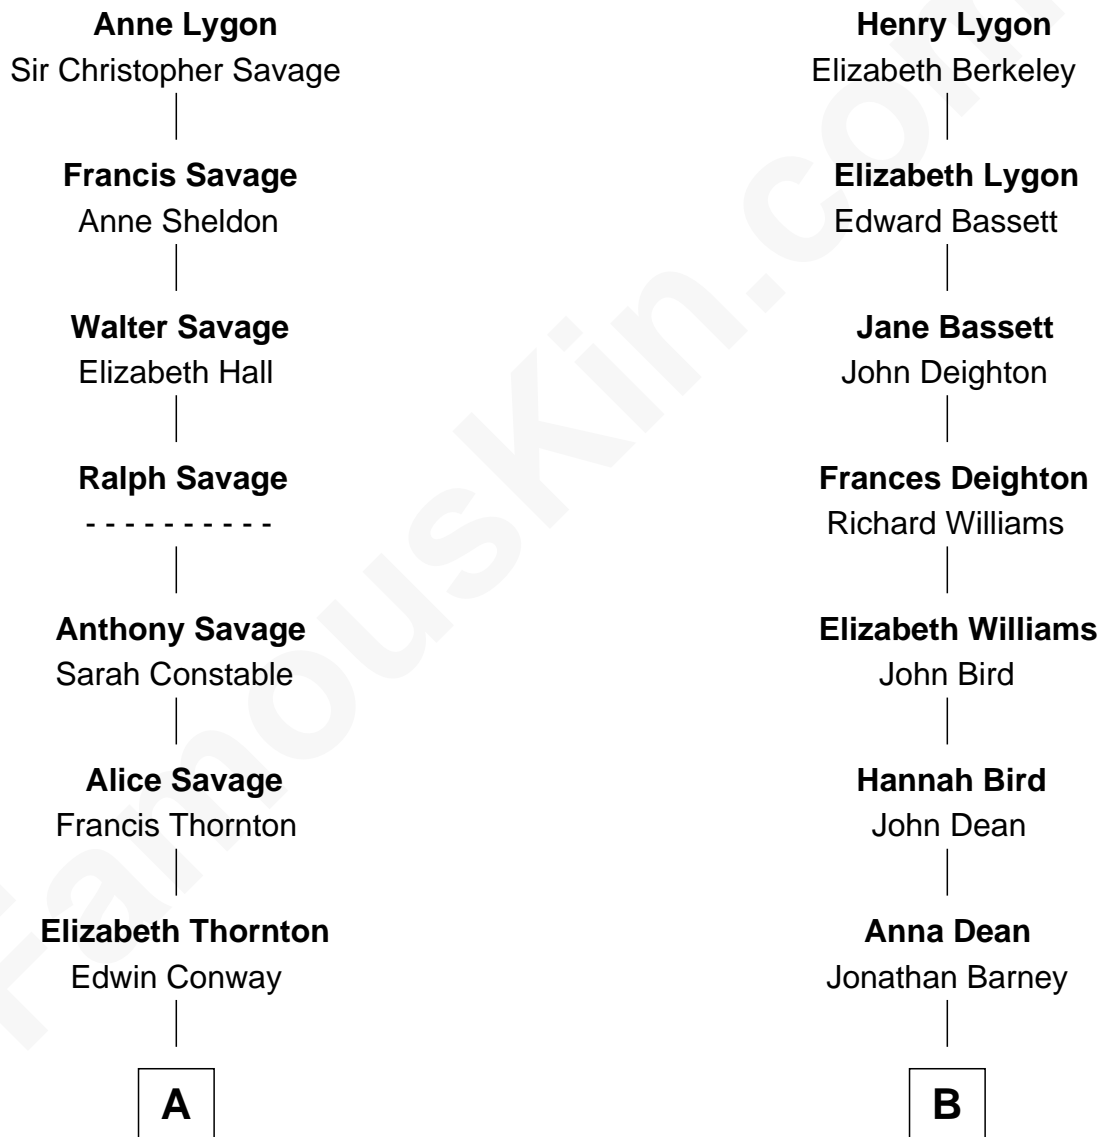 Anne Lygon
Sir Christopher Savage
Francis Savage
Anne Sheldon
Walter Savage
Elizabeth Hall
Ralph Savage
- - - - - - - - - -
Anthony Savage
Sarah Constable
Alice Savage
Francis Thornton
Elizabeth Thornton
Edwin Conway
A
Henry Lygon
Elizabeth Berkeley
Elizabeth Lygon
Edward Bassett
Jane Bassett
John Deighton
Frances Deighton
Richard Williams
Elizabeth Williams
John Bird
Hannah Bird
John Dean
Anna Dean
Jonathan Barney
B
FamousKin.com